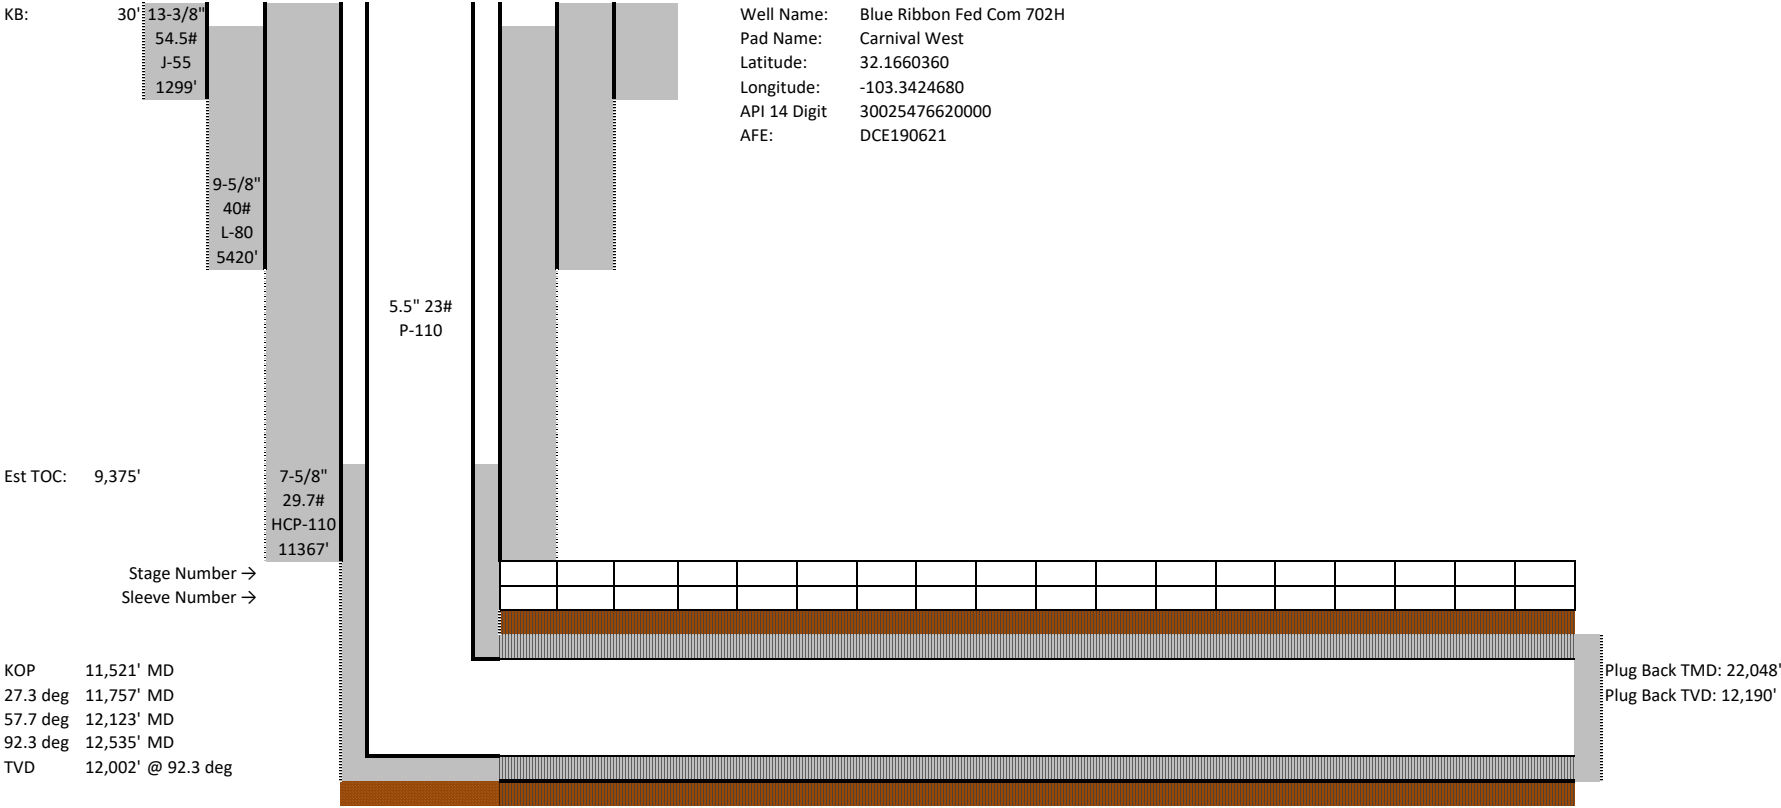 KB: 30'
13-3/8"
54.5#
J-55
1299'
Well Name: Blue Ribbon Fed Com 702H
Pad Name: Carnival West
Latitude: 32.1660360
Longitude: -103.3424680
API 14 Digit 30025476620000
AFE: DCE190621
9-5/8"
40#
L-80
5420'
5.5" 23#
P-110
Est TOC: 9,375'
7-5/8"
29.7#
HCP-110
11367'
Stage Number →
Sleeve Number →
KOP 11,521' MD
27.3 deg 11,757' MD
57.7 deg 12,123' MD
92.3 deg 12,535' MD
TVD 12,002' @ 92.3 deg
Plug Back TMD: 22,048'
Plug Back TVD: 12,190'